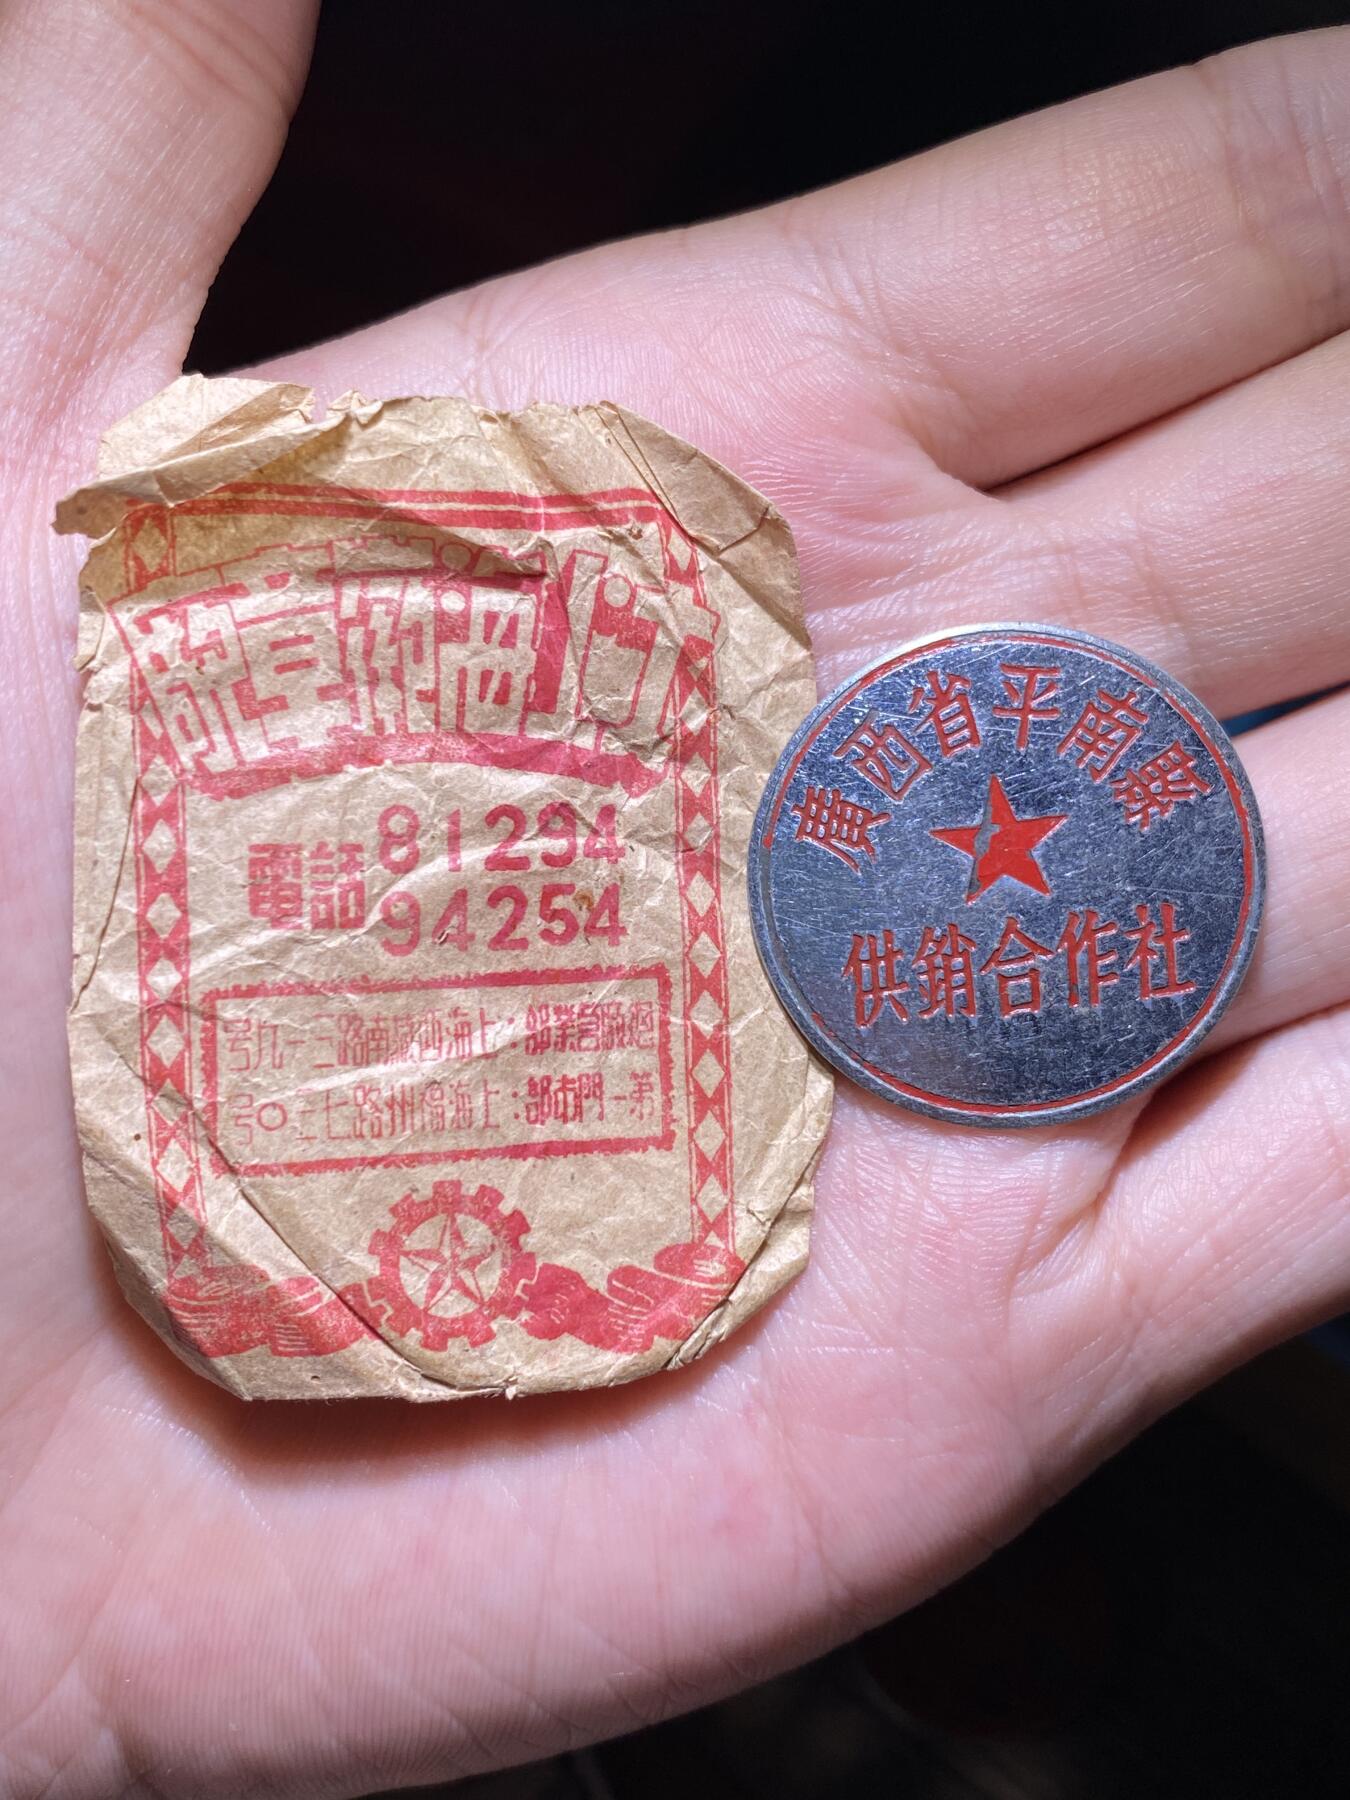 電話 81294
94254
廠營業部：上海西藏南路二一九号
第一門市部：上海福州路七三〇号
廣西省平南縣
供銷合作社